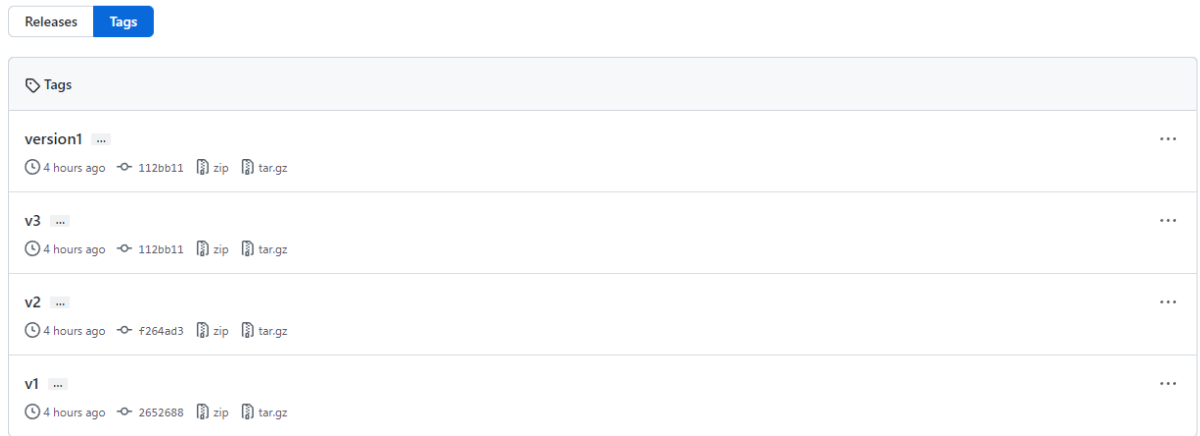 Releases Tags
Tags
version1 ...
4 hours ago 112bb11 zip tar.gz
v3 ...
4 hours ago 112bb11 zip tar.gz
v2 ...
4 hours ago f264ad3 zip tar.gz
v1 ...
4 hours ago 2652688 zip tar.gz